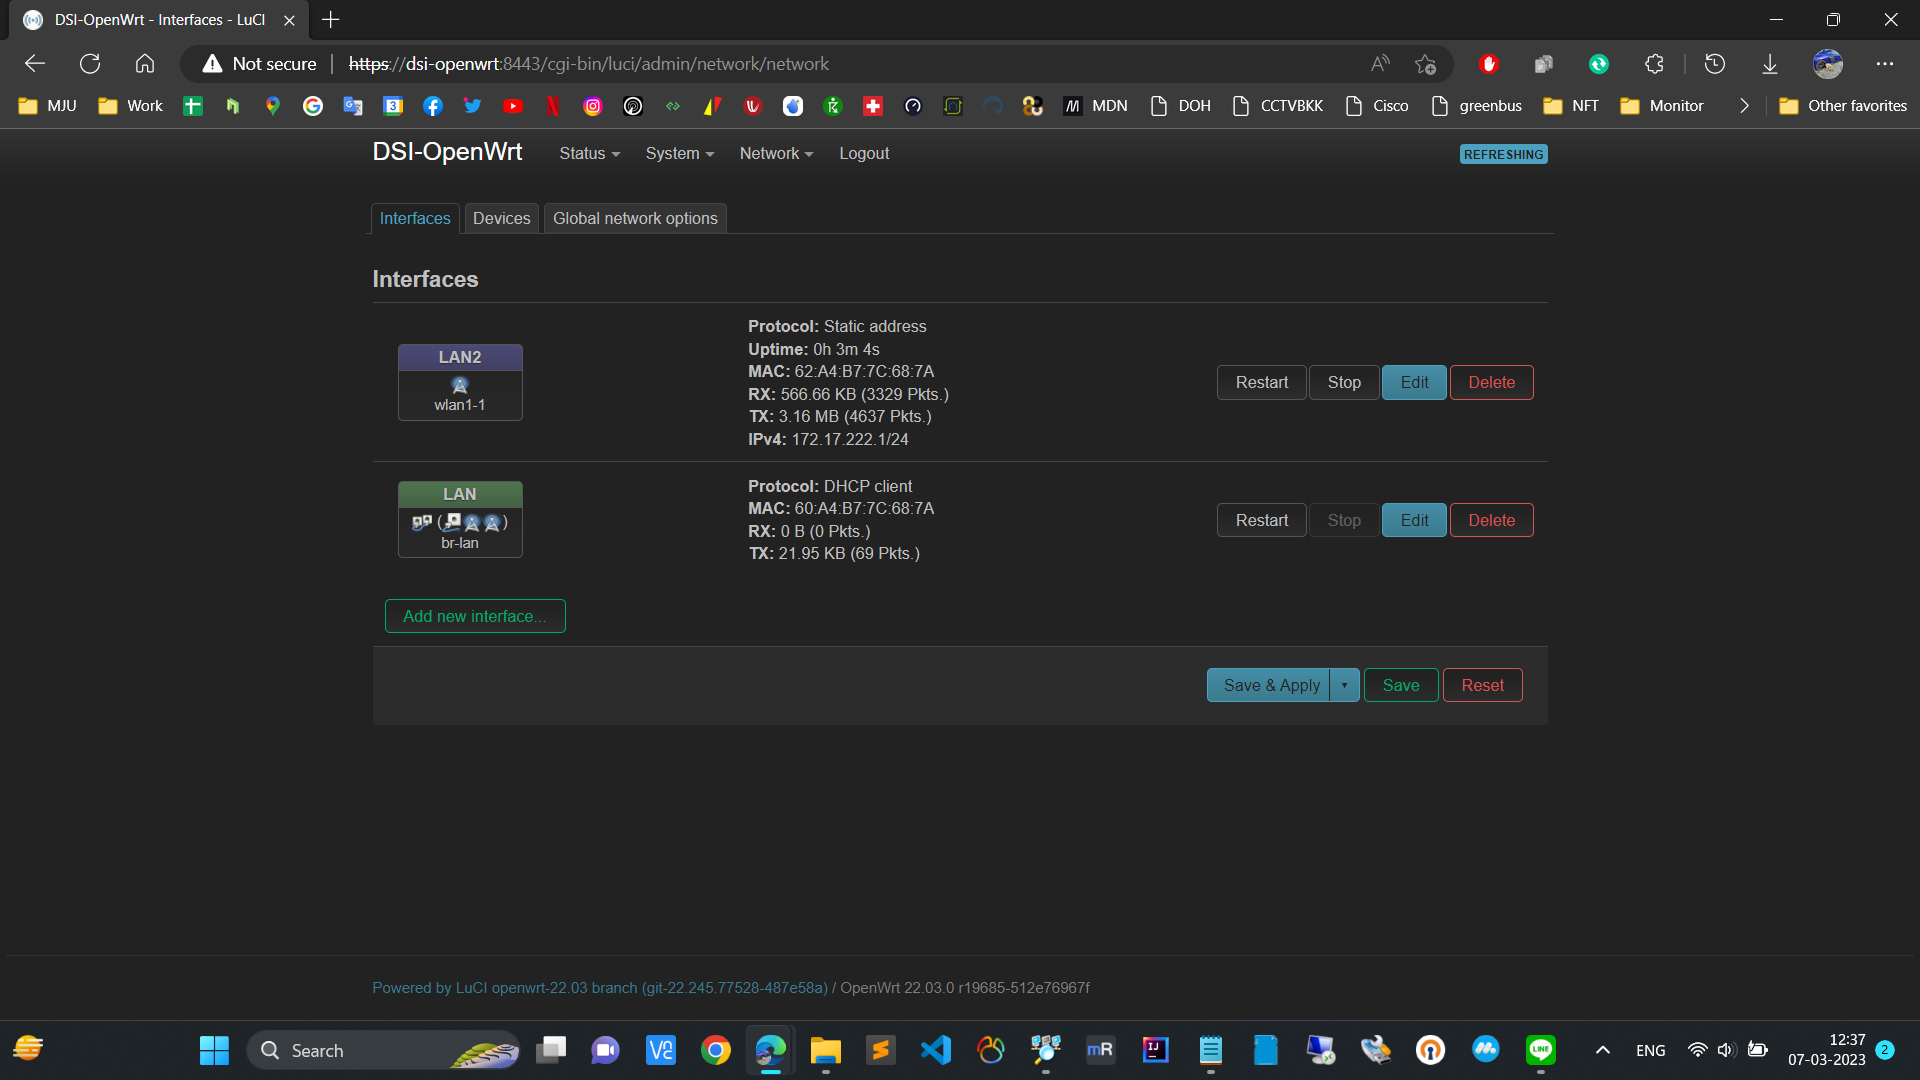 DSI-OpenWrt - Interfaces - LuCI
Not secure
https://dsi-openwrt:8443/cgi-bin/luci/admin/network/network
MJU
Work
MDN
DOH
CCTVBKK
Cisco
greenbus
NFT
Monitor
Other favorites
DSI-OpenWrt
Status
System
Network
Logout
REFRESHING
Interfaces
Devices
Global network options
Interfaces
LAN2
wlan1-1
Protocol: Static address
Uptime: 0h 3m 4s
MAC: 62:A4:B7:7C:68:7A
RX: 566.66 KB (3329 Pkts.)
TX: 3.16 MB (4637 Pkts.)
IPv4: 172.17.222.1/24
Restart
Stop
Edit
Delete
LAN
( )
br-lan
Protocol: DHCP client
MAC: 60:A4:B7:7C:68:7A
RX: 0 B (0 Pkts.)
TX: 21.95 KB (69 Pkts.)
Restart
Stop
Edit
Delete
Add new interface...
Save & Apply
Save
Reset
Powered by LuCI openwrt-22.03 branch (git-22.245.77528-487e58a) / OpenWrt 22.03.0 r19685-512e76967f
Search
mR
IJ
LINE
ENG
12:37
07-03-2023
2